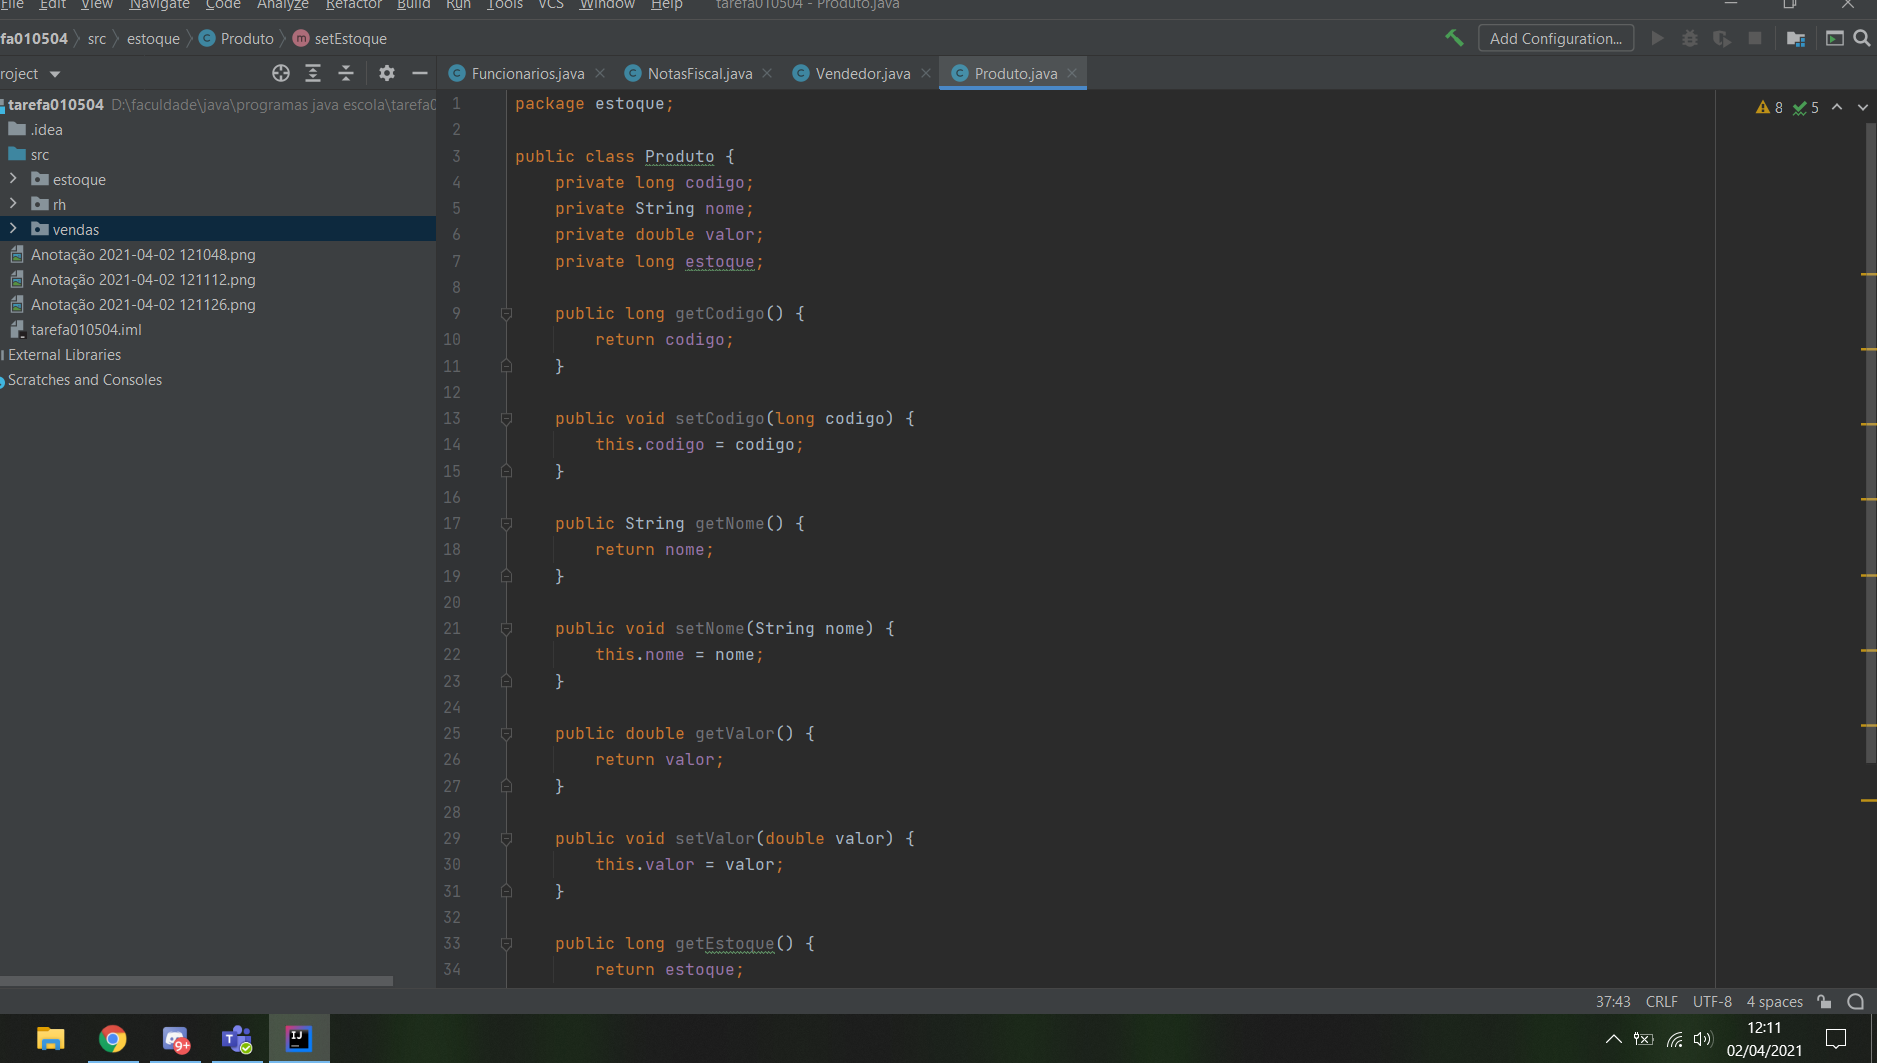 File Edit View Navigate Code Analyze Refactor Build Run Tools VCS Window Help tarefa010504 - Produto.java
fa010504 src estoque Produto setEstoque Add Configuration...
roject
Funcionarios.java NotasFiscal.java Vendedor.java Produto.java
tarefa010504 D:\faculdade\java\programas java escola\tarefa0
.idea
src
estoque
rh
vendas
Anotação 2021-04-02 121048.png
Anotação 2021-04-02 121112.png
Anotação 2021-04-02 121126.png
tarefa010504.iml
External Libraries
Scratches and Consoles
8 5
1 package estoque;
2
3 public class Produto {
4 private long codigo;
5 private String nome;
6 private double valor;
7 private long estoque;
8
9 public long getCodigo() {
10 return codigo;
11 }
12
13 public void setCodigo(long codigo) {
14 this.codigo = codigo;
15 }
16
17 public String getNome() {
18 return nome;
19 }
20
21 public void setNome(String nome) {
22 this.nome = nome;
23 }
24
25 public double getValor() {
26 return valor;
27 }
28
29 public void setValor(double valor) {
30 this.valor = valor;
31 }
32
33 public long getEstoque() {
34 return estoque;
37:43 CRLF UTF-8 4 spaces
9+
12:11
02/04/2021